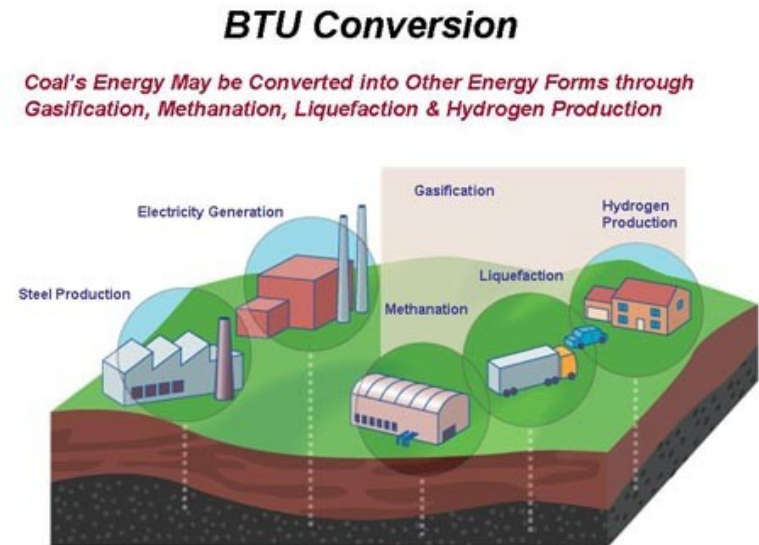 BTU Conversion
Coal's Energy May be Converted into Other Energy Forms through
Gasification, Methanation, Liquefaction & Hydrogen Production
Gasification
Electricity Generation
Hydrogen
Production
Liquefaction
Steel Production
Methanation